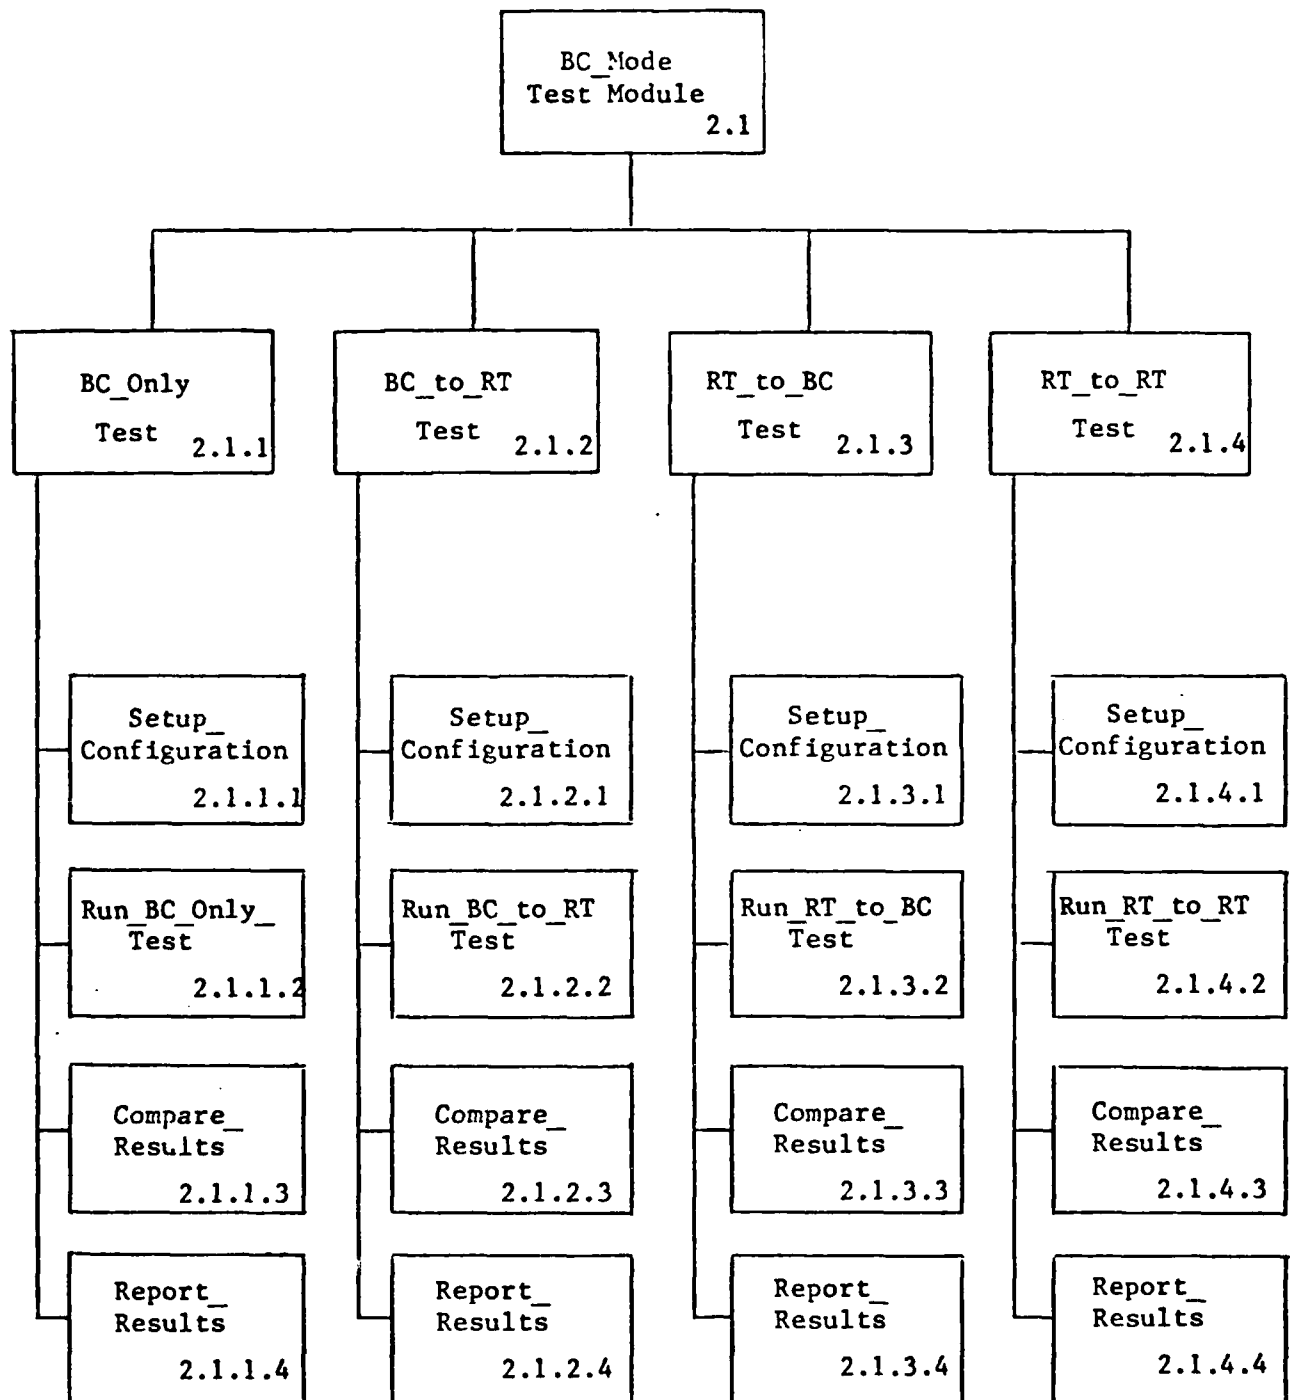 BC_Mode
Test Module
2.1
BC_Only
Test
2.1.1
BC_to_RT
Test
2.1.2
RT_to_BC
Test
2.1.3
RT_to_RT
Test
2.1.4
Setup_
Configuration
2.1.1.1
Setup_
Configuration
2.1.2.1
Setup_
Configuration
2.1.3.1
Setup_
Configuration
2.1.4.1
Run_BC_Only_
Test
2.1.1.2
Run_BC_to_RT
Test
2.1.2.2
Run_RT_to_BC
Test
2.1.3.2
Run_RT_to_RT
Test
2.1.4.2
Compare_
Results
2.1.1.3
Compare_
Results
2.1.2.3
Compare_
Results
2.1.3.3
Compare_
Results
2.1.4.3
Report_
Results
2.1.1.4
Report_
Results
2.1.2.4
Report_
Results
2.1.3.4
Report_
Results
2.1.4.4